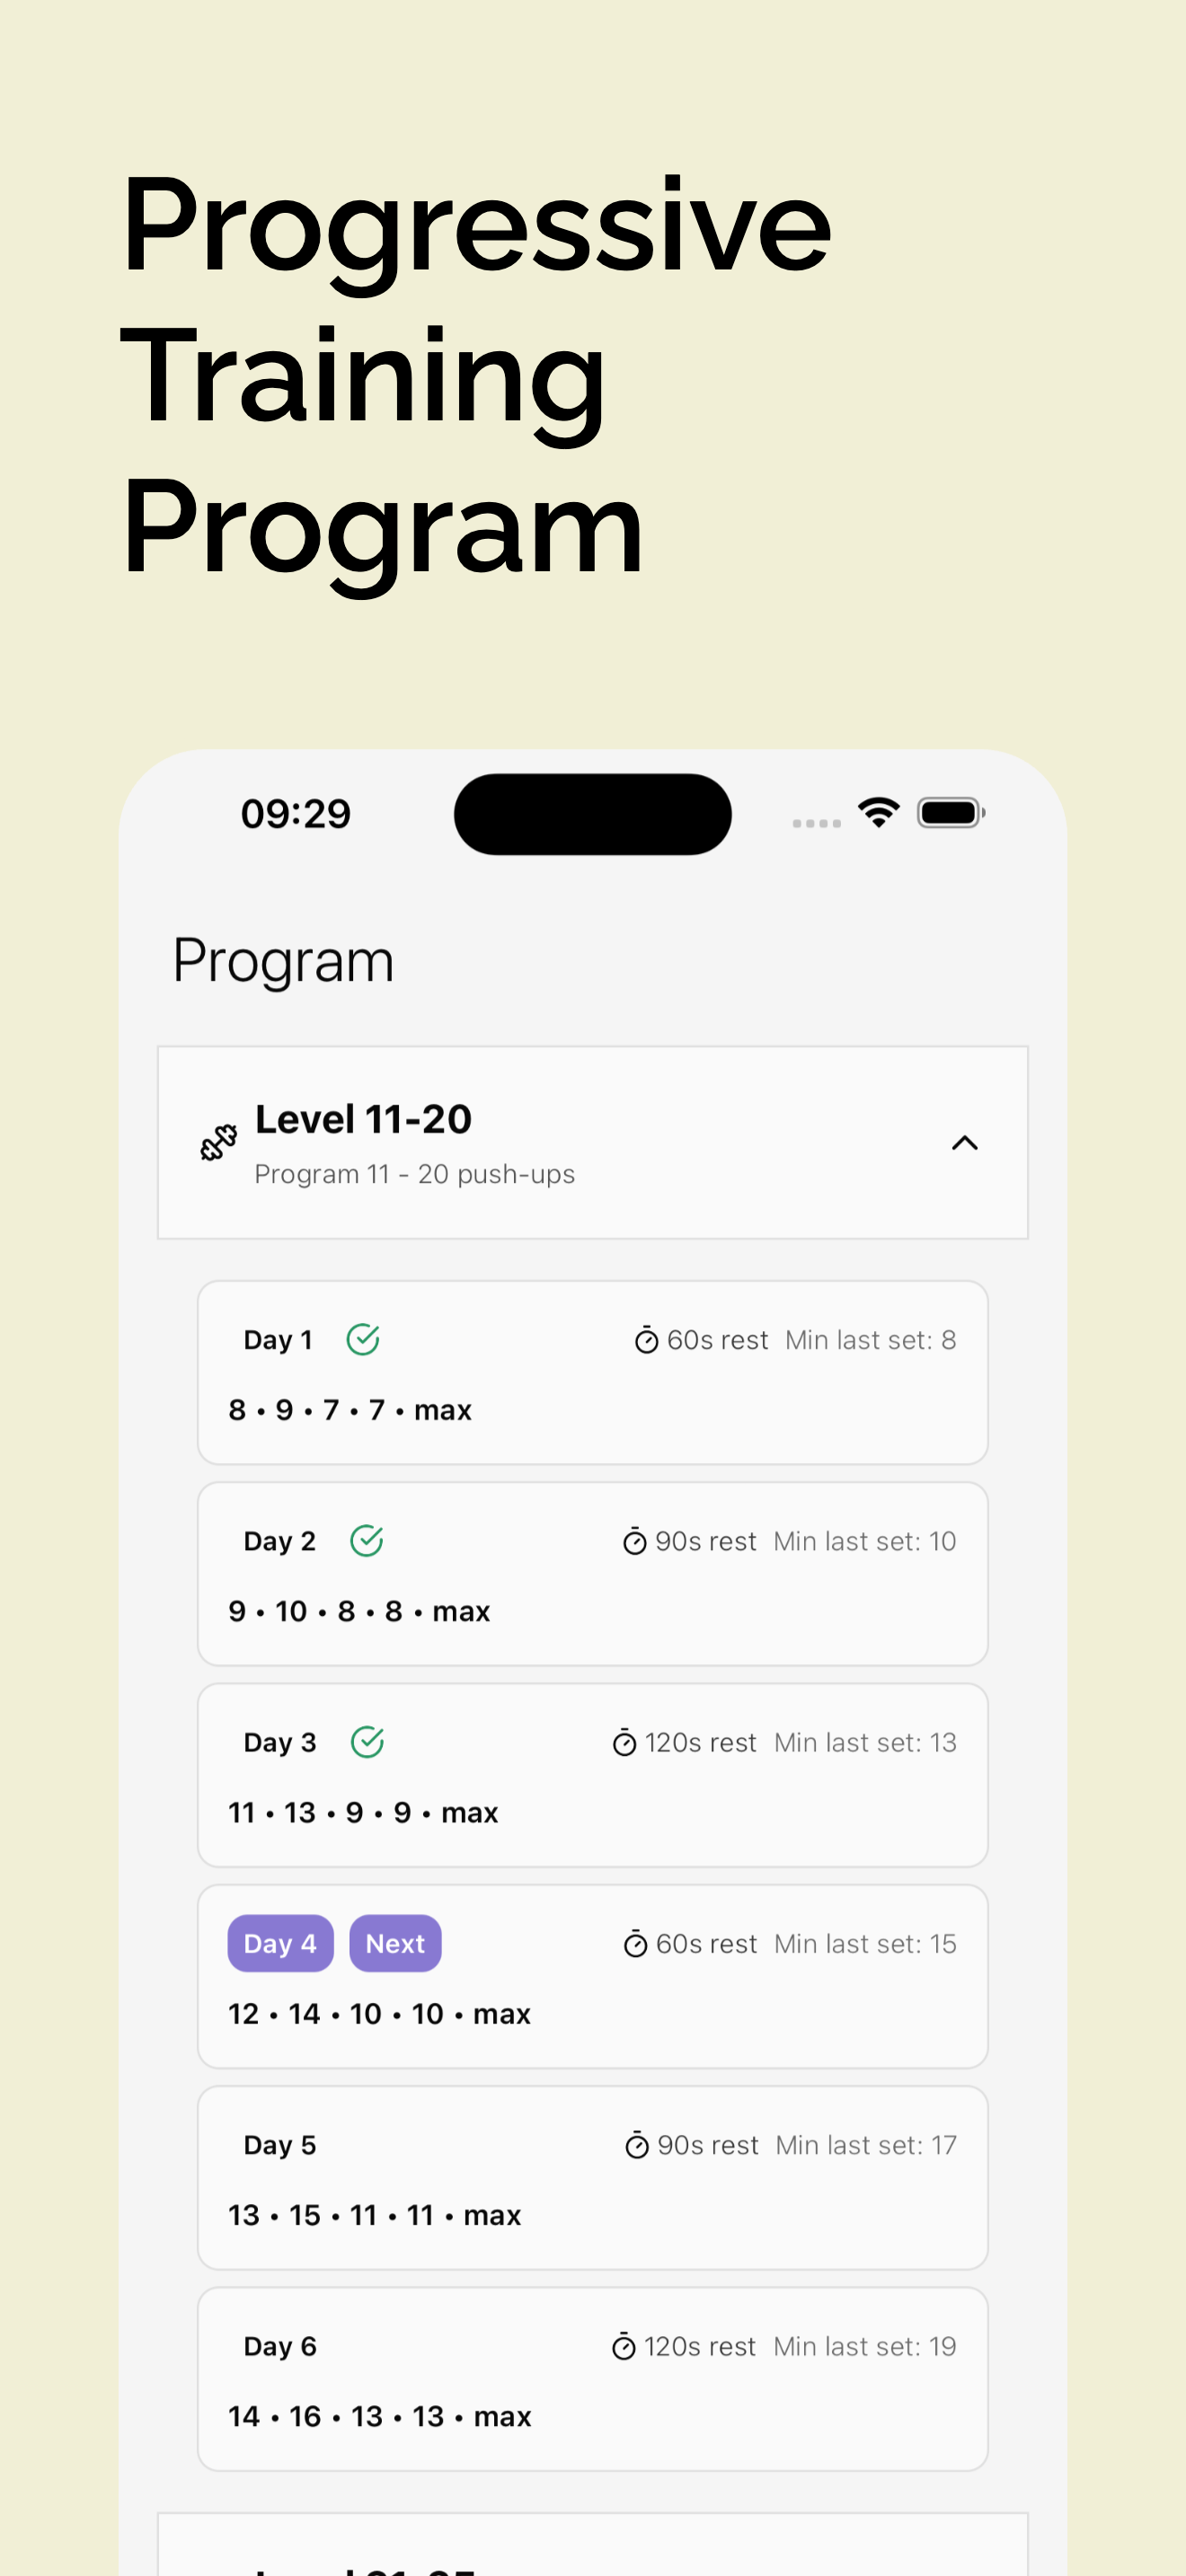 Progressive
Training
Program
09:29
Program
Level 11-20
Program 11 - 20 push-ups
Day 1 60s rest Min last set: 8
8 • 9 • 7 • 7 • max
Day 2 90s rest Min last set: 10
9 • 10 • 8 • 8 • max
Day 3 120s rest Min last set: 13
11 • 13 • 9 • 9 • max
Day 4 Next 60s rest Min last set: 15
12 • 14 • 10 • 10 • max
Day 5 90s rest Min last set: 17
13 • 15 • 11 • 11 • max
Day 6 120s rest Min last set: 19
14 • 16 • 13 • 13 • max